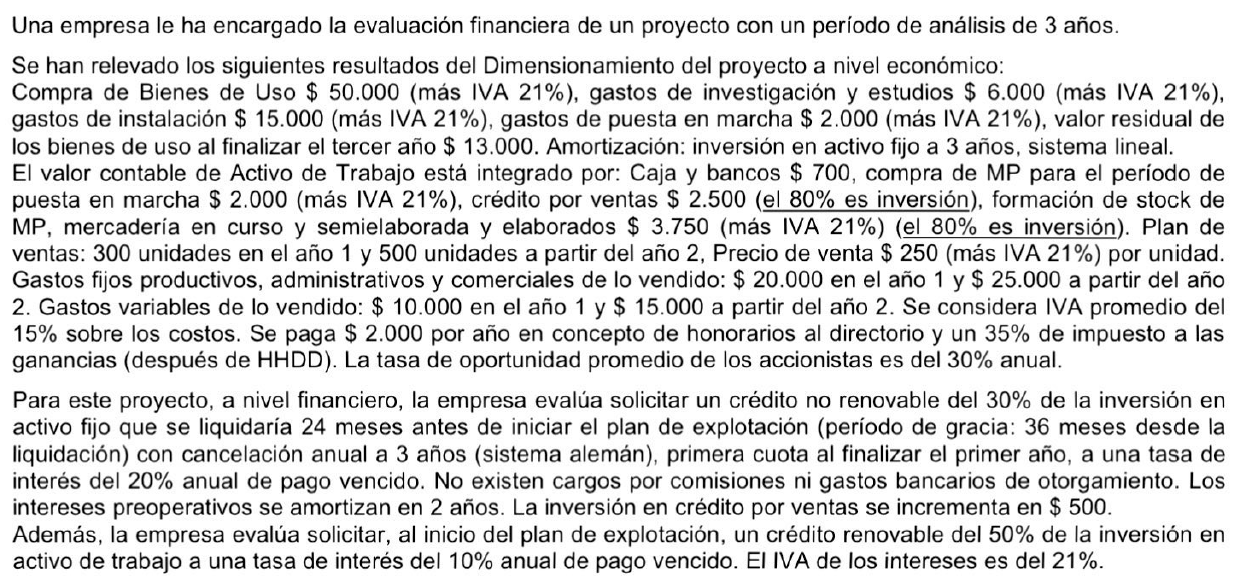 Una empresa le ha encargado la evaluación financiera de un proyecto con un período de análisis de 3 años.
Se han relevado los siguientes resultados del Dimensionamiento del proyecto a nivel económico:
Compra de Bienes de Uso $ 50.000 (más IVA 21%), gastos de investigación y estudios $ 6.000 (más IVA 21%),
gastos de instalación $ 15.000 (más IVA 21%), gastos de puesta en marcha $ 2.000 (más IVA 21%), valor residual de
los bienes de uso al finalizar el tercer año $ 13.000. Amortización: inversión en activo fijo a 3 años, sistema lineal.
El valor contable de Activo de Trabajo está integrado por: Caja y bancos $ 700, compra de MP para el período de
puesta en marcha $ 2.000 (más IVA 21%), crédito por ventas $ 2.500 (el 80% es inversión), formación de stock de
MP, mercadería en curso y semielaborada y elaborados $ 3.750 (más IVA 21%) (el 80% es inversión). Plan de
ventas: 300 unidades en el año 1 y 500 unidades a partir del año 2, Precio de venta $ 250 (más IVA 21%) por unidad.
Gastos fijos productivos, administrativos y comerciales de lo vendido: $ 20.000 en el año 1 y $ 25.000 a partir del año
2. Gastos variables de lo vendido: $ 10.000 en el año 1 y $ 15.000 a partir del año 2. Se considera IVA promedio del
15% sobre los costos. Se paga $ 2.000 por año en concepto de honorarios al directorio y un 35% de impuesto a las
ganancias (después de HHDD). La tasa de oportunidad promedio de los accionistas es del 30% anual.
Para este proyecto, a nivel financiero, la empresa evalúa solicitar un crédito no renovable del 30% de la inversión en
activo fijo que se liquidaría 24 meses antes de iniciar el plan de explotación (período de gracia: 36 meses desde la
liquidación) con cancelación anual a 3 años (sistema alemán), primera cuota al finalizar el primer año, a una tasa de
interés del 20% anual de pago vencido. No existen cargos por comisiones ni gastos bancarios de otorgamiento. Los
intereses preoperativos se amortizan en 2 años. La inversión en crédito por ventas se incrementa en $ 500.
Además, la empresa evalúa solicitar, al inicio del plan de explotación, un crédito renovable del 50% de la inversión en
activo de trabajo a una tasa de interés del 10% anual de pago vencido. El IVA de los intereses es del 21%.